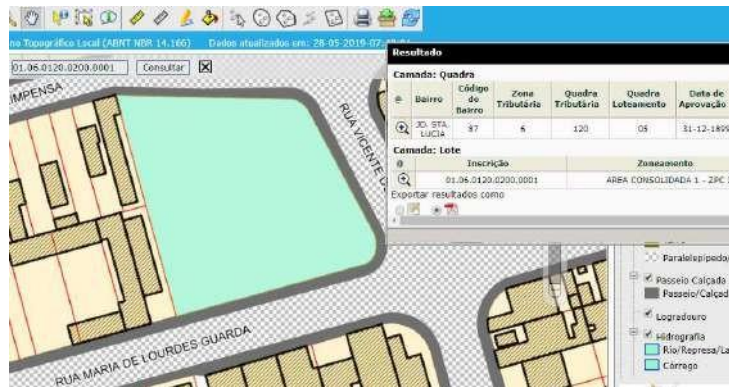 no Topográfico Local (ABNT NBR 14.166) Dados atualizados em: 28-05-2019
01.06.0120.0200.0001 Consultar
IMPENSA
RUA VICENTE D
RUA MARIA DE LOURDES GUARDA
Resultado
Camada: Quadra
Bairro Código do Bairro Zona Tributária Quadra Tributária Quadra Loteamento Data de Aprovação
JD. STA. LUCIA 87 6 120 05 31-12-1899
Camada: Lote
Inscrição Zoneamento
01.06.0120.0200.0001 AREA CONSOLIDADA 1 - ZPC
Exportar resultados como
Paralelepipedo/
Passeio Calçada
Passeio/Calçad
Logradouro
Hidrografia
Rio/Represa/La
Córrego